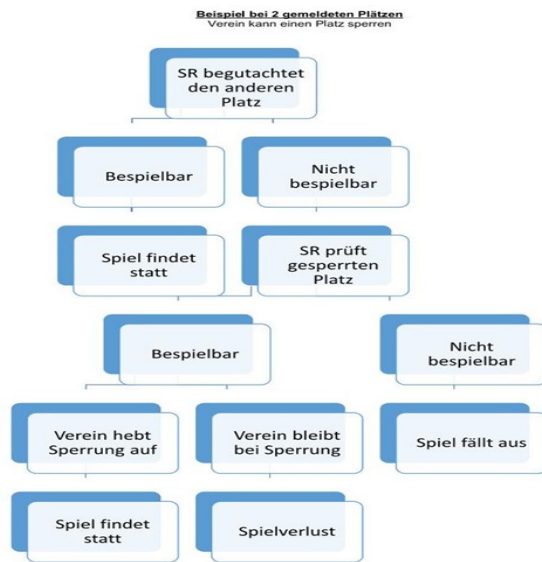 Beispiel bei 2 gemeldeten Plätzen
Verein kann einen Platz sperren
SR begutachtet
den anderen
Platz
Bespielbar
Nicht
bespielbar
Spiel findet
statt
SR prüft
gesperrten
Platz
Bespielbar
Nicht
bespielbar
Verein hebt
Sperrung auf
Verein bleibt
bei Sperrung
Spiel fällt aus
Spiel findet
statt
Spielverlust